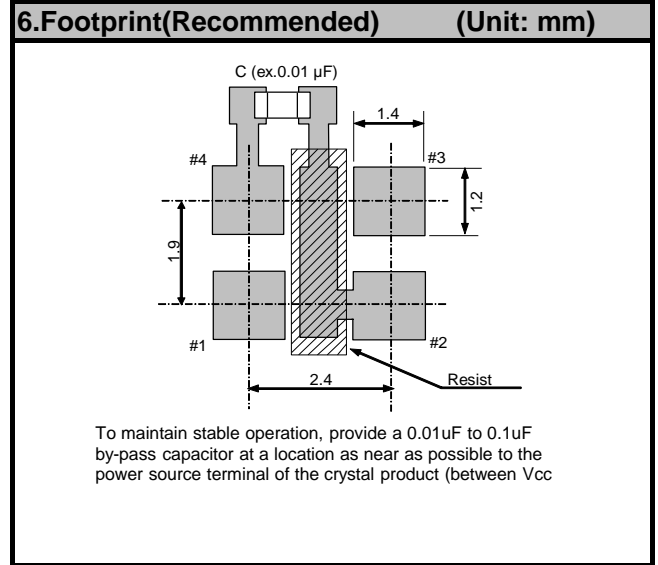 6.Footprint(Recommended) (Unit: mm)
C (ex.0.01 µF)
1.4
#4
#3
1.2
1.9
#1
#2
2.4
Resist
To maintain stable operation, provide a 0.01uF to 0.1uF
by-pass capacitor at a location as near as possible to the
power source terminal of the crystal product (between Vcc